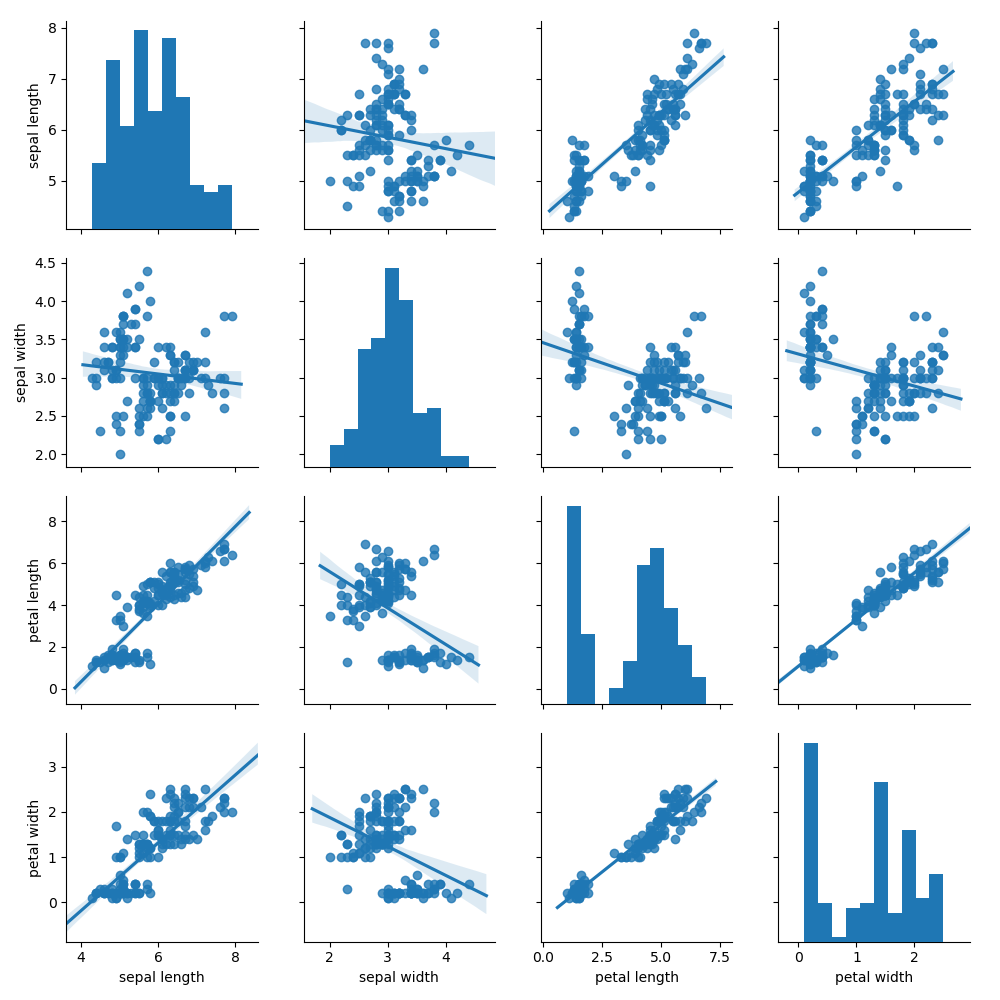 8
7
6
5
sepal length
4.5
4.0
3.5
3.0
2.5
2.0
sepal width
8
6
4
2
0
petal length
3
2
1
0
petal width
4 6 8
sepal length
2 3 4
sepal width
0.0 2.5 5.0 7.5
petal length
0 1 2
petal width